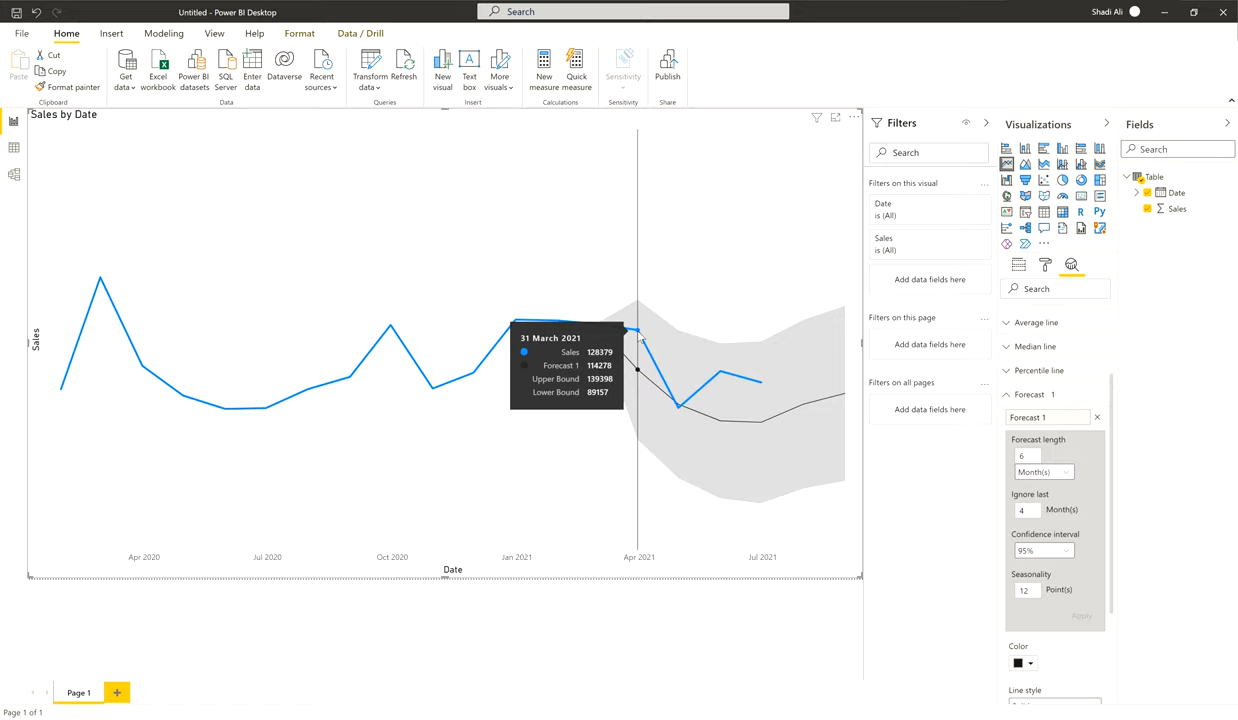 Untitled - Power BI Desktop
Search
Shadi Ali
File
Home
Insert
Modeling
View
Help
Format
Data / Drill
Paste
Cut
Copy
Format painter
Clipboard
Get data
Excel workbook
Power BI datasets
SQL Server
Enter data
Dataverse
Recent sources
Data
Transform data
Refresh
Queries
New visual
Text box
More visuals
Insert
New measure
Quick measure
Calculations
Sensitivity
Sensitivity
Publish
Share
Sales by Date
Sales
31 March 2021
Sales 128379
Forecast 1 114278
Upper Bound 139398
Lower Bound 89157
Apr 2020
Jul 2020
Oct 2020
Jan 2021
Apr 2021
Jul 2021
Date
Filters
Search
Filters on this visual
Date
is (All)
Sales
is (All)
Add data fields here
Filters on this page
Add data fields here
Filters on all pages
Add data fields here
Visualizations
R
Py
Search
Average line
Median line
Percentile line
Forecast 1
Forecast 1
Forecast length
6
Month(s)
Ignore last
4 Month(s)
Confidence interval
95%
Seasonality
12 Point(s)
Apply
Color
Line style
Fields
Search
Table
Date
Sales
Page 1
Page 1 of 1